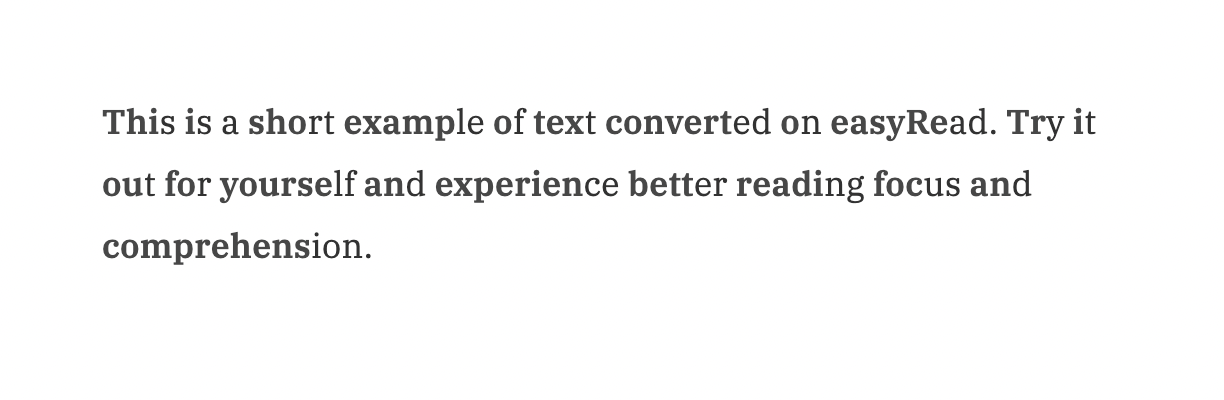 This is a short example of text converted on easyRead. Try it
out for yourself and experience better reading focus and
comprehension.